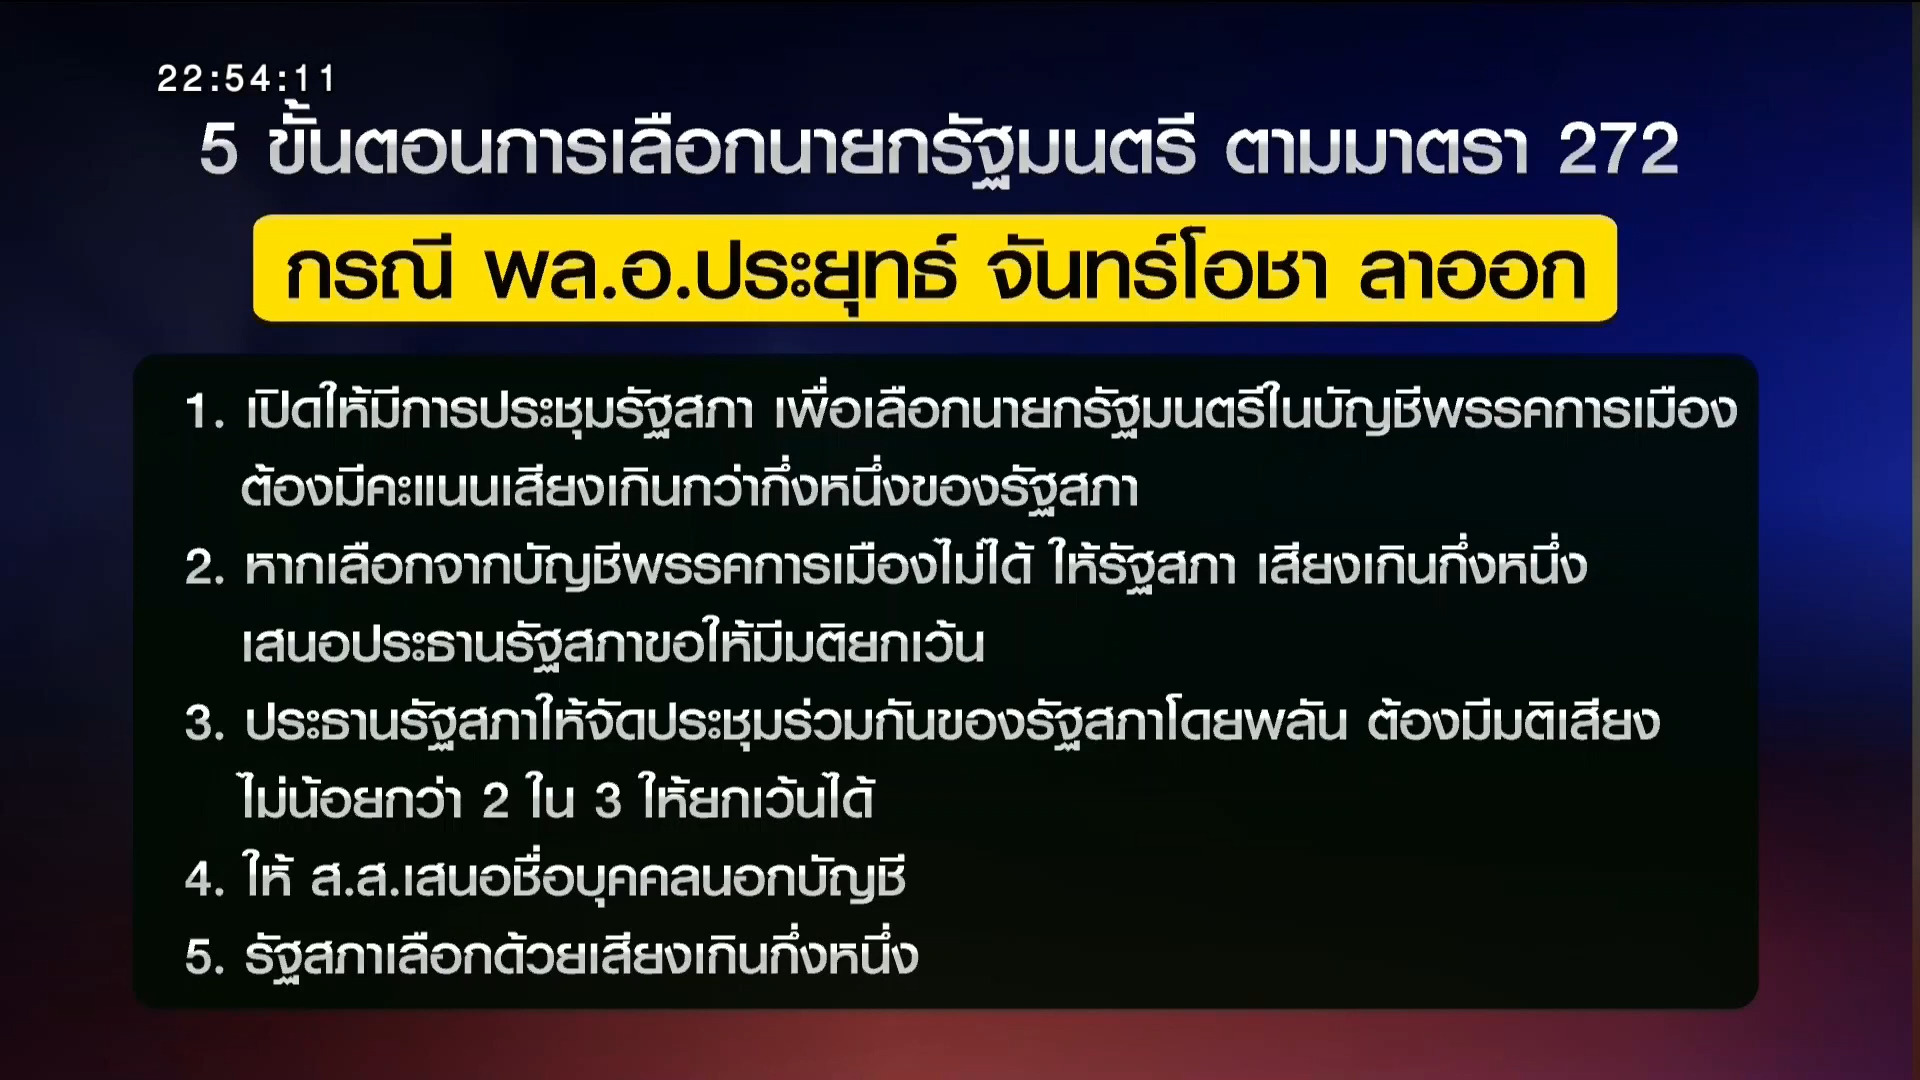 22:54:11
5 ขั้นตอนการเลือกนายกรัฐมนตรี ตามมาตรา 272
กรณี พล.อ.ประยุทธ์ จันทร์โอชา ลาออก
1. เปิดให้มีการประชุมรัฐสภา เพื่อเลือกนายกรัฐมนตรีในบัญชีพรรคการเมือง
ต้องมีคะแนนเสียงเกินกว่ากึ่งหนึ่งของรัฐสภา
2. หากเลือกจากบัญชีพรรคการเมืองไม่ได้ ให้รัฐสภา เสียงเกินกึ่งหนึ่ง
เสนอประธานรัฐสภาขอให้มีมติยกเว้น
3. ประธานรัฐสภาให้จัดประชุมร่วมกันของรัฐสภาโดยพลัน ต้องมีมติเสียง
ไม่น้อยกว่า 2 ใน 3 ให้ยกเว้นได้
4. ให้ ส.ส.เสนอชื่อบุคคลนอกบัญชี
5. รัฐสภาเลือกด้วยเสียงเกินกึ่งหนึ่ง